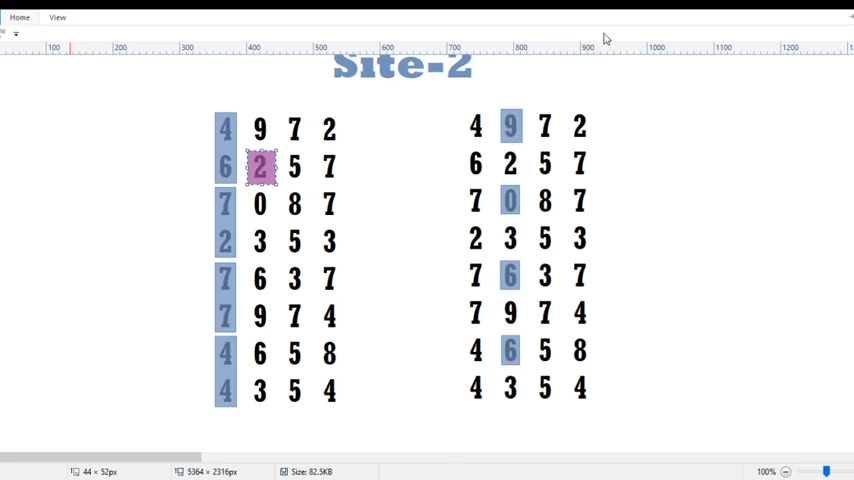 Home View
100 200 300 400 500 600 700 800 900 1000 1100 1200
Site-2
4 9 7 2 4 9 7 2
6 2 5 7 6 2 5 7
7 0 8 7 7 0 8 7
2 3 5 3 2 3 5 3
7 6 3 7 7 6 3 7
7 9 7 4 7 9 7 4
4 6 5 8 4 6 5 8
4 3 5 4 4 3 5 4
44 × 52px 5364 × 2316px Size: 82.5KB 100%